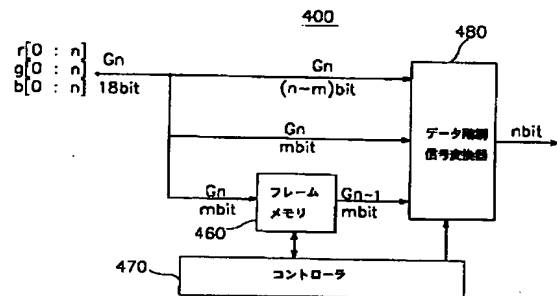 400
480
r[0 : n]
g[0 : n]
b[0 : n]
Gn
18bit
Gn
(n-m)bit
Gn
mbit
データ階調
信号変換器
nbit
Gn
mbit
フレーム
メモリ
Gn-1
mbit
460
470
コントローラ